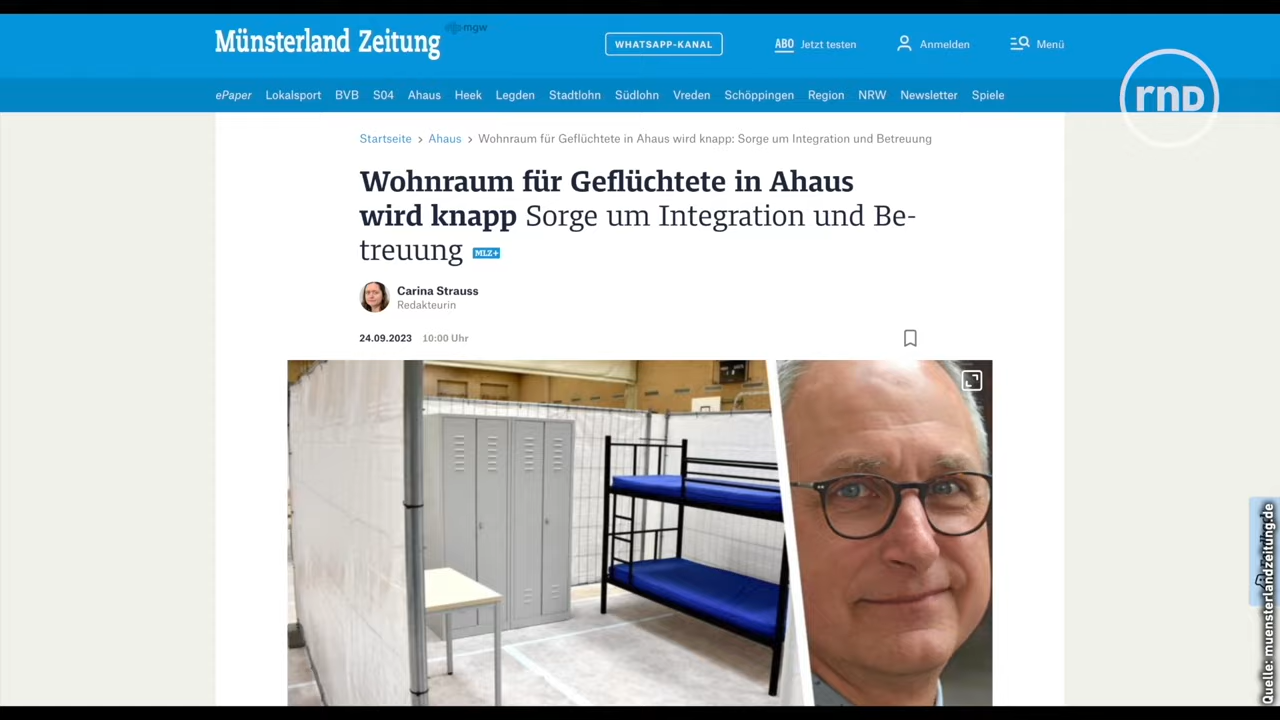 Münsterland Zeitung
mgw
WHATSAPP-KANAL
ABO Jetzt testen
Anmelden
Menü
ePaper Lokalsport BVB S04 Ahaus Heek Legden Stadtlohn Südlohn Vreden Schöppingen Region NRW Newsletter Spiele
rnD
Startseite > Ahaus > Wohnraum für Geflüchtete in Ahaus wird knapp: Sorge um Integration und Betreuung
Wohnraum für Geflüchtete in Ahaus
wird knapp Sorge um Integration und Be-
treuung MLZ+
Carina Strauss
Redakteurin
24.09.2023 10:00 Uhr
Quelle: muensterlandzeitung.de